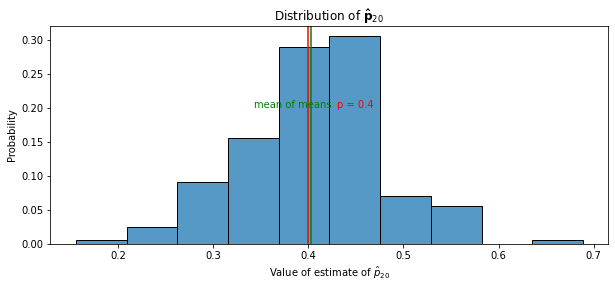 Distribution of p̂₂₀
0.30
0.25
0.20
0.15
0.10
0.05
0.00
Probability
mean of means
p = 0.4
0.2 0.3 0.4 0.5 0.6 0.7
Value of estimate of p̂₂₀